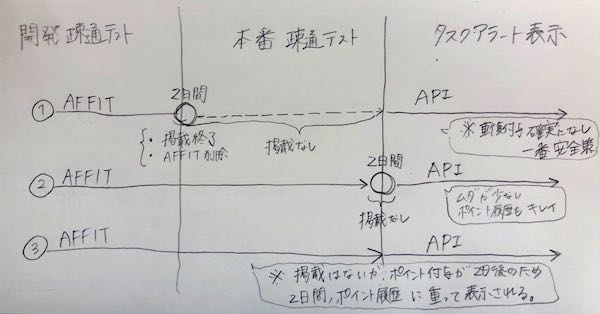 開発 疎通テスト
本番 疎通テスト
タスクアラート表示
① AFFIT
2日間
API
・掲載終了
・AFFIT削除
掲載なし
※ 重複付与 確実になし
一番安全策
② AFFIT
2日間
API
掲載なし
ムダが少なし
ポイント履歴も キレイ
③ AFFIT
API
※ 掲載はないが、ポイント付与が2日後のため
2日間、ポイント履歴に重って表示される。